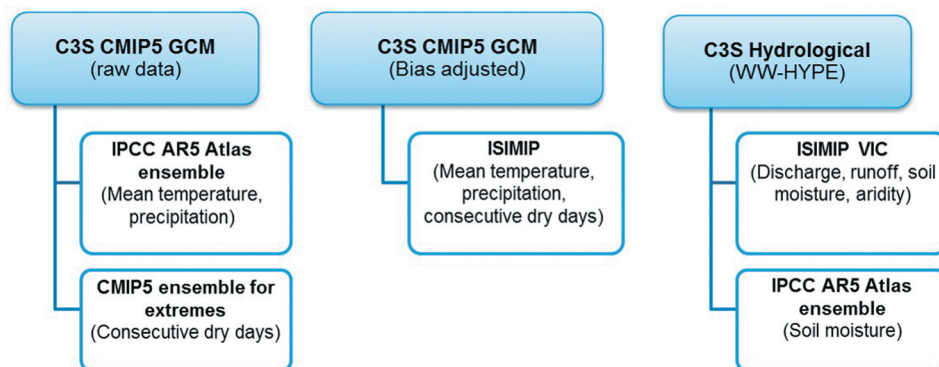 C3S CMIP5 GCM
(raw data)
IPCC AR5 Atlas
ensemble
(Mean temperature,
precipitation)
CMIP5 ensemble for
extremes
(Consecutive dry days)
C3S CMIP5 GCM
(Bias adjusted)
ISIMIP
(Mean temperature,
precipitation,
consecutive dry days)
C3S Hydrological
(WW-HYPE)
ISIMIP VIC
(Discharge, runoff, soil
moisture, aridity)
IPCC AR5 Atlas
ensemble
(Soil moisture)